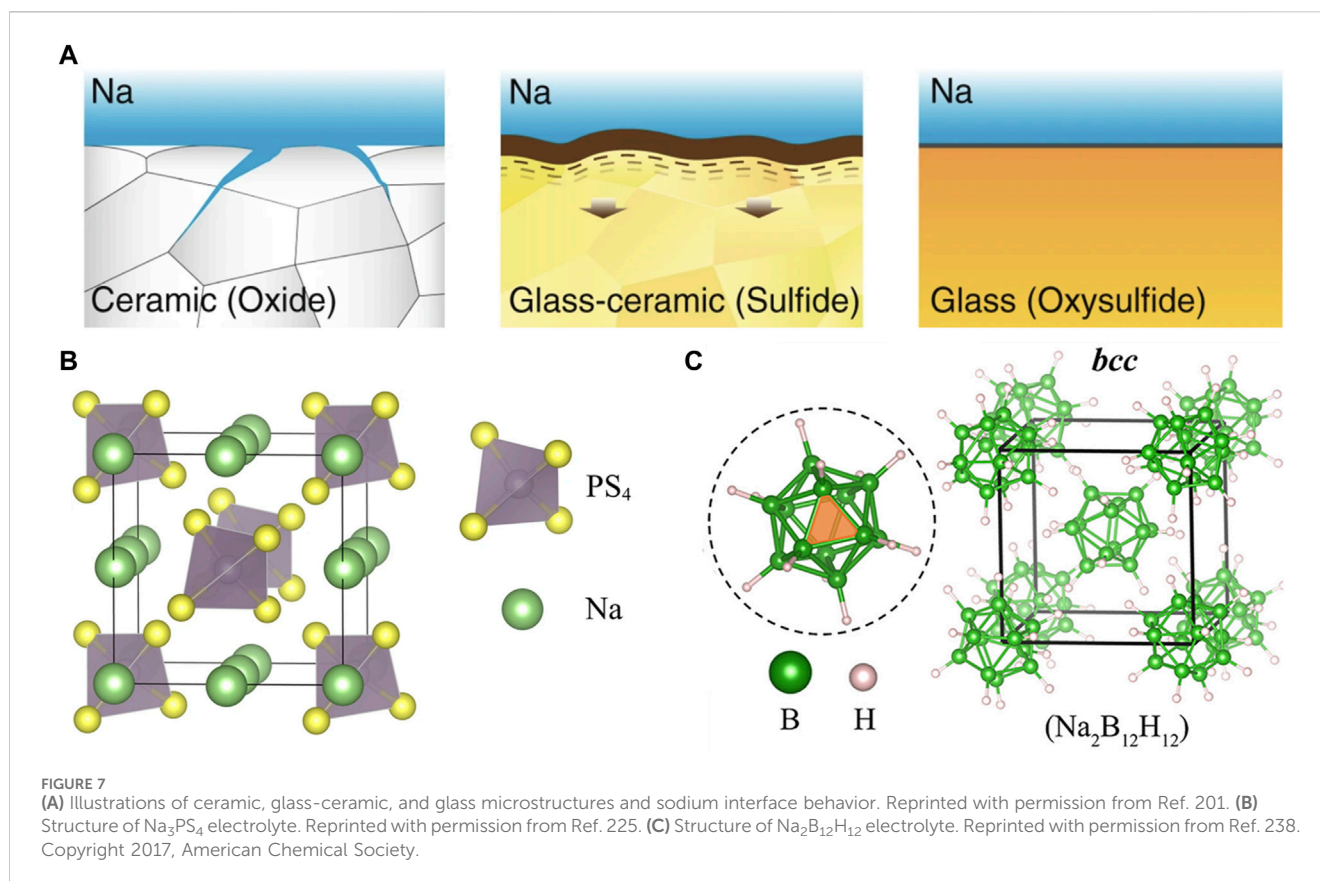 A
Na
Ceramic (Oxide)
Na
Glass-ceramic (Sulfide)
Na
Glass (Oxysulfide)
B
PS₄
Na
C
bcc
B
H
(Na₂B₁₂H₁₂)
FIGURE 7
(A) Illustrations of ceramic, glass-ceramic, and glass microstructures and sodium interface behavior. Reprinted with permission from Ref. 201. (B)
Structure of Na₃PS₄ electrolyte. Reprinted with permission from Ref. 225. (C) Structure of Na₂B₁₂H₁₂ electrolyte. Reprinted with permission from Ref. 238.
Copyright 2017, American Chemical Society.